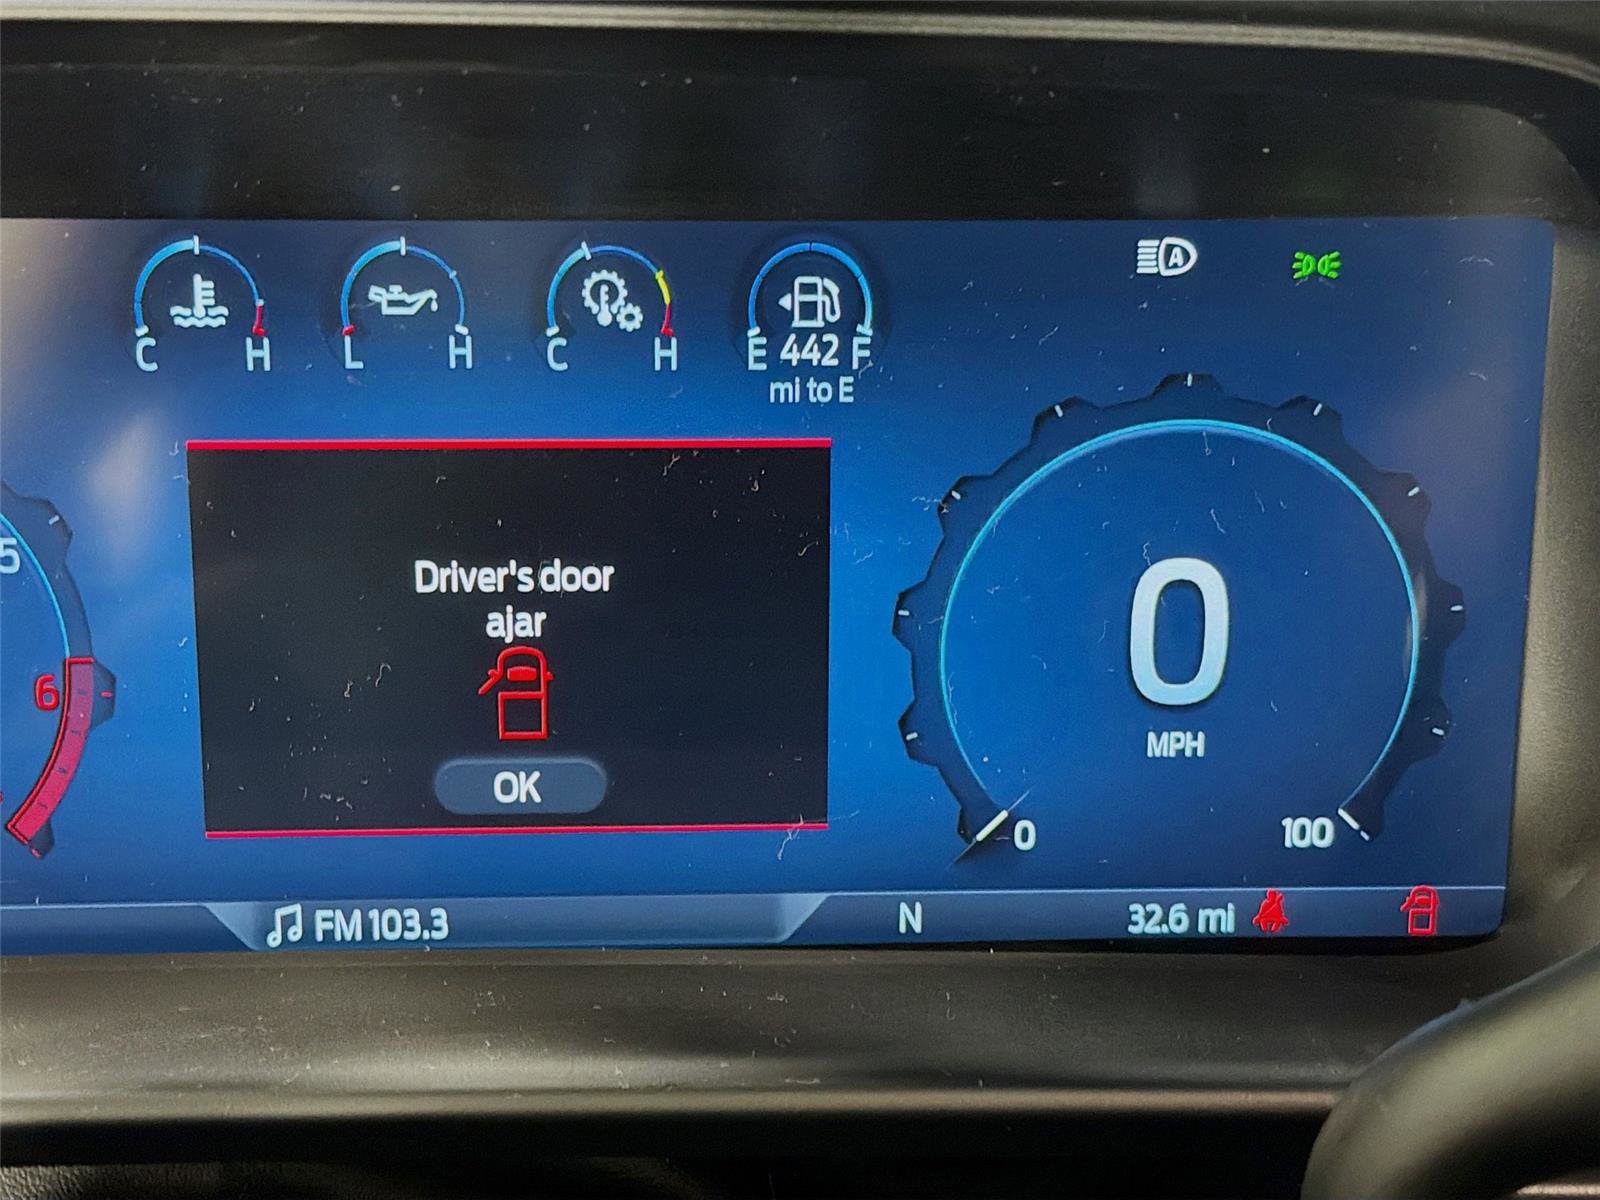 A
C H
L H
C H
E 442 F
mi to E
5
6
Driver's door
ajar
OK
0
MPH
0 100
FM 103.3
N
32.6 mi